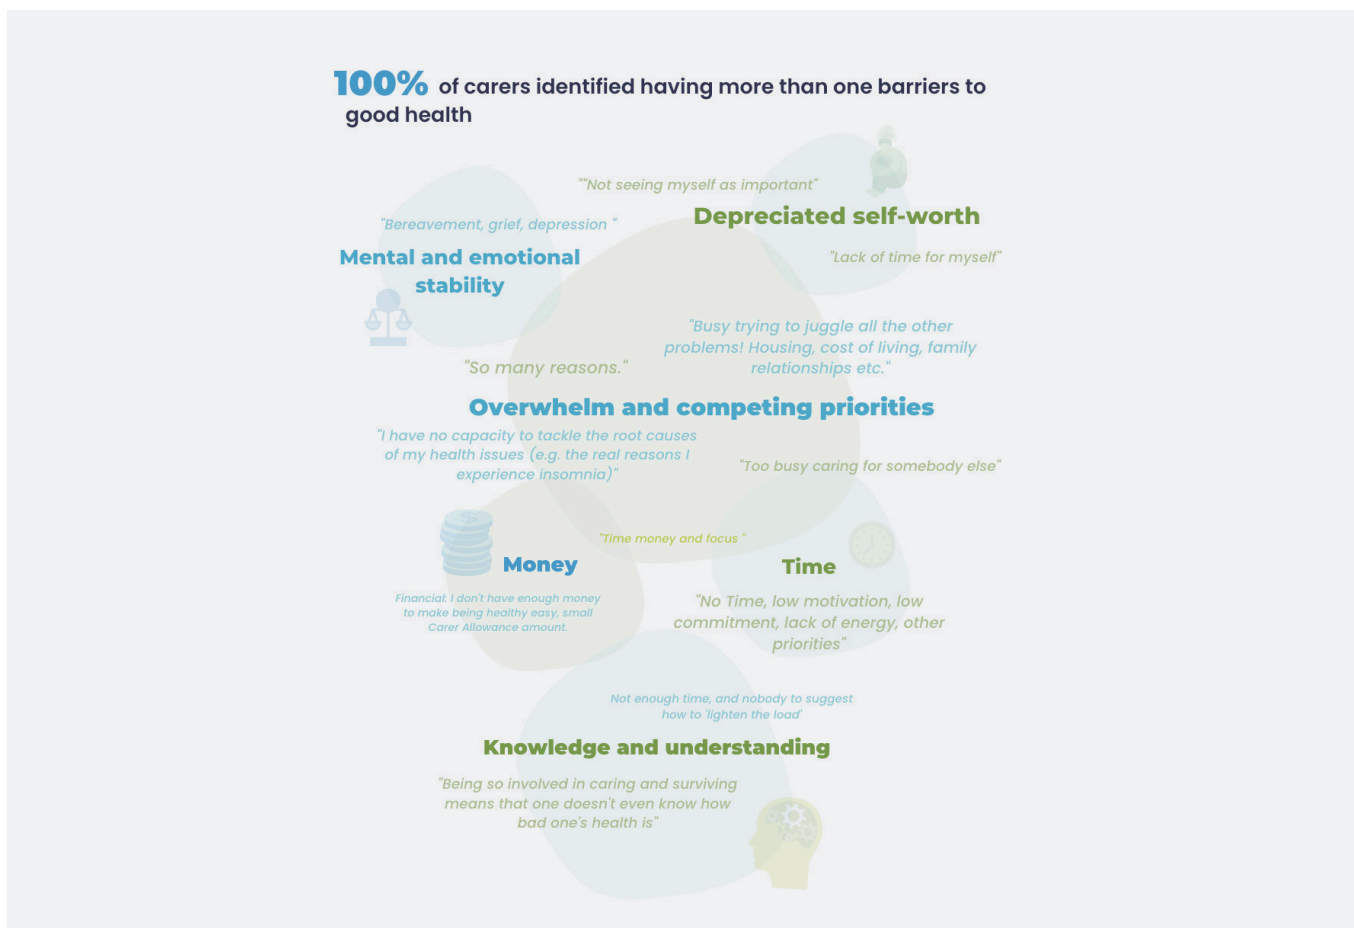 100% of carers identified having more than one barriers to
good health
""Not seeing myself as important"
Depreciated self-worth
"Lack of time for myself"
"Bereavement, grief, depression "
Mental and emotional
stability
"Busy trying to juggle all the other
problems! Housing, cost of living, family
relationships etc."
"So many reasons."
Overwhelm and competing priorities
"I have no capacity to tackle the root causes
of my health issues (e.g. the real reasons I
experience insomnia)"
"Too busy caring for somebody else"
"Time money and focus "
Money
Financial: I don't have enough money
to make being healthy easy, small
Carer Allowance amount.
Time
"No Time, low motivation, low
commitment, lack of energy, other
priorities"
Not enough time, and nobody to suggest
how to 'lighten the load'
Knowledge and understanding
"Being so involved in caring and surviving
means that one doesn't even know how
bad one's health is"